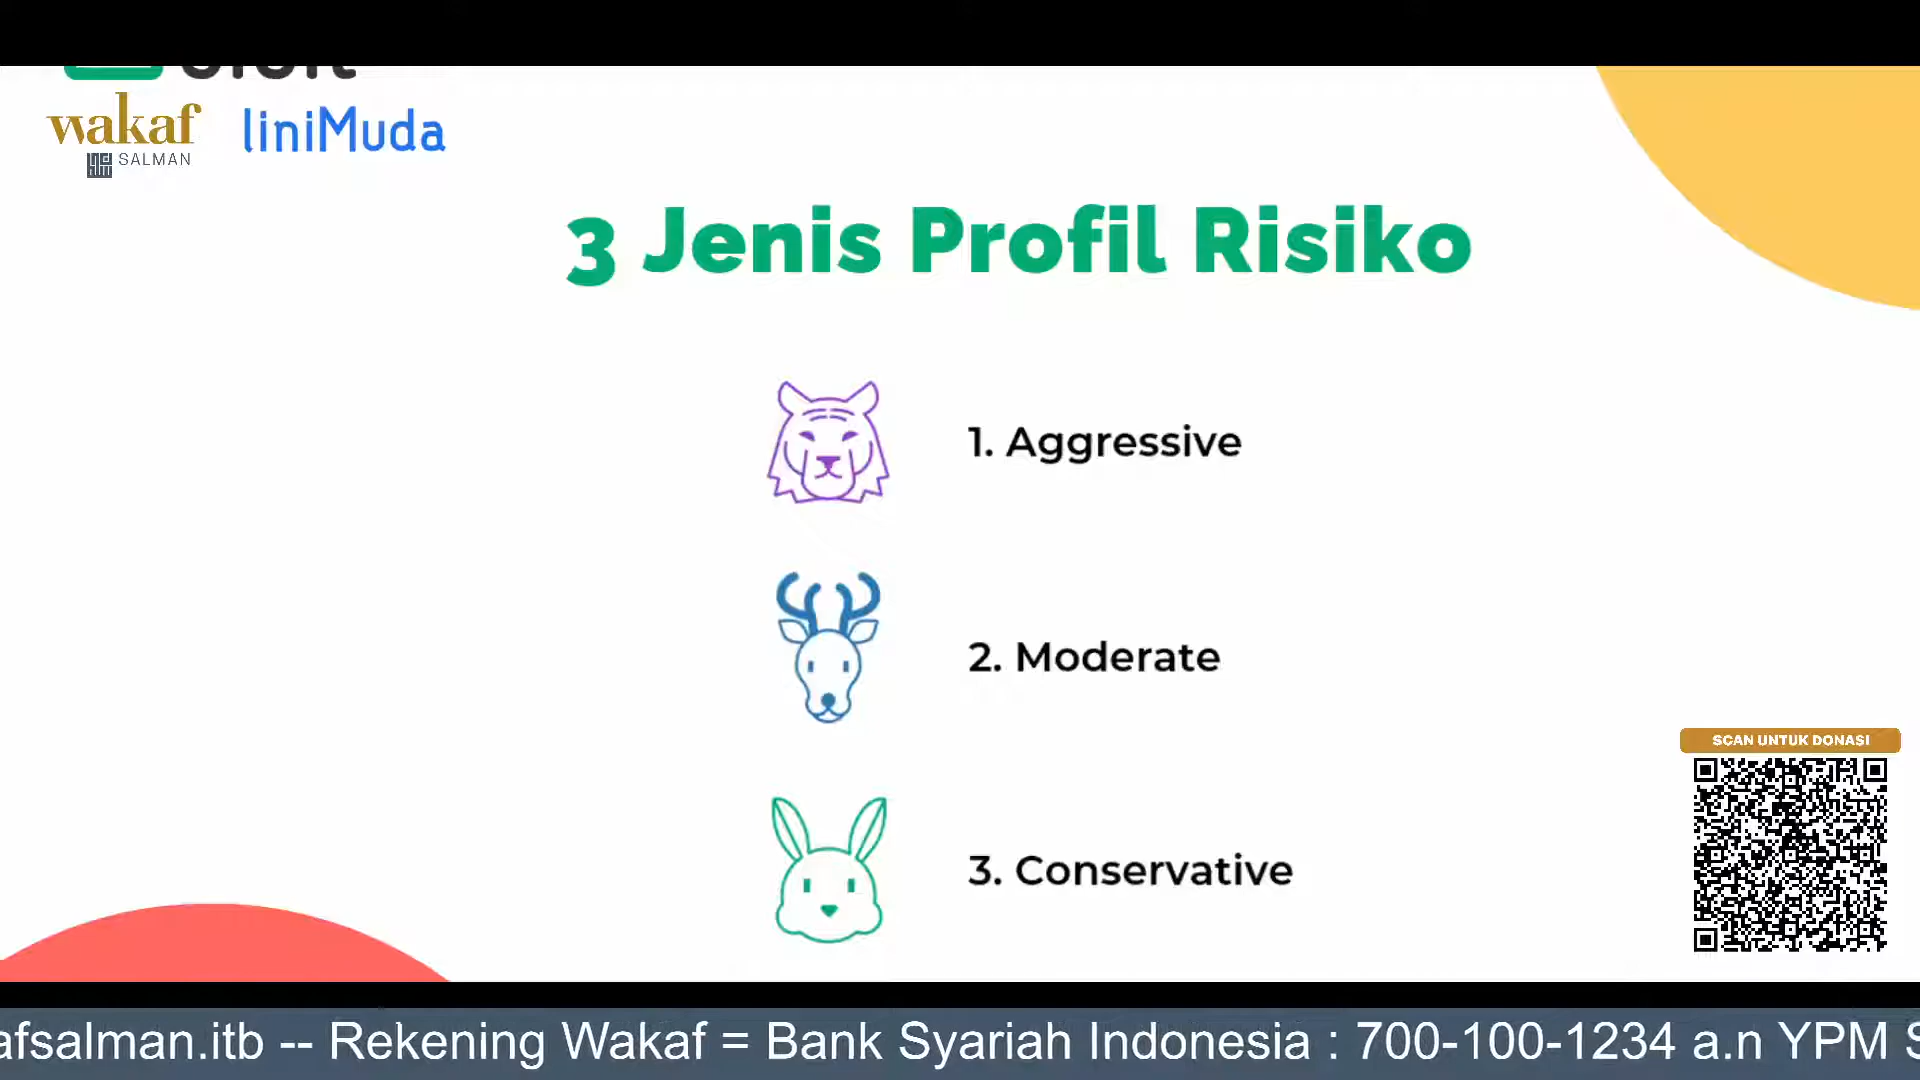 wakaf
SALMAN
liniMuda
3 Jenis Profil Risiko
1. Aggressive
2. Moderate
3. Conservative
SCAN UNTUK DONASI
afsalman.itb -- Rekening Wakaf = Bank Syariah Indonesia : 700-100-1234 a.n YPM S